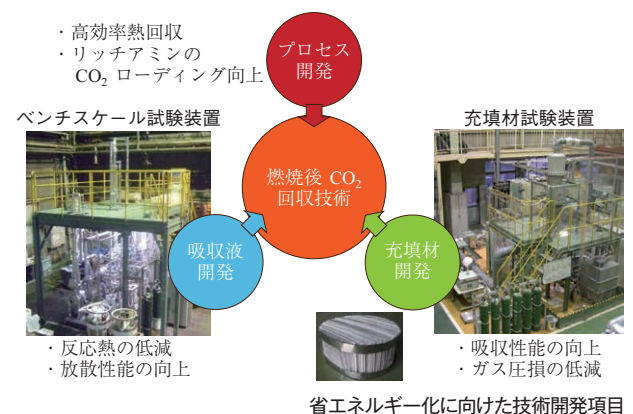 ・高効率熱回収
・リッチアミンの
CO₂ ローディング向上
プロセス
開発
ベンチスケール試験装置
充填材試験装置
燃焼後 CO₂
回収技術
吸収液
開発
充填材
開発
・反応熱の低減
・放散性能の向上
・吸収性能の向上
・ガス圧損の低減
省エネルギー化に向けた技術開発項目